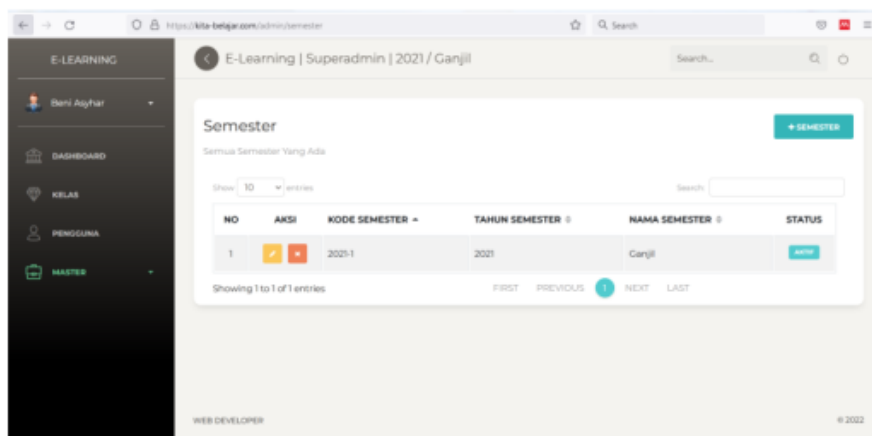 https://kita-belajar.com/admin/semester
Search
E-LEARNING
E-Learning | Superadmin | 2021 / Ganjil
Search...
Beni Asyhar
DASHBOARD
KELAS
PENGGUNA
MASTER
Semester
+ SEMESTER
Semua Semester Yang Ada
Show 10 entries
Search:
NO AKSI KODE SEMESTER TAHUN SEMESTER NAMA SEMESTER STATUS
1 2021-1 2021 Ganjil AKTIF
Showing 1 to 1 of 1 entries
FIRST PREVIOUS 1 NEXT LAST
WEB DEVELOPER
© 2022